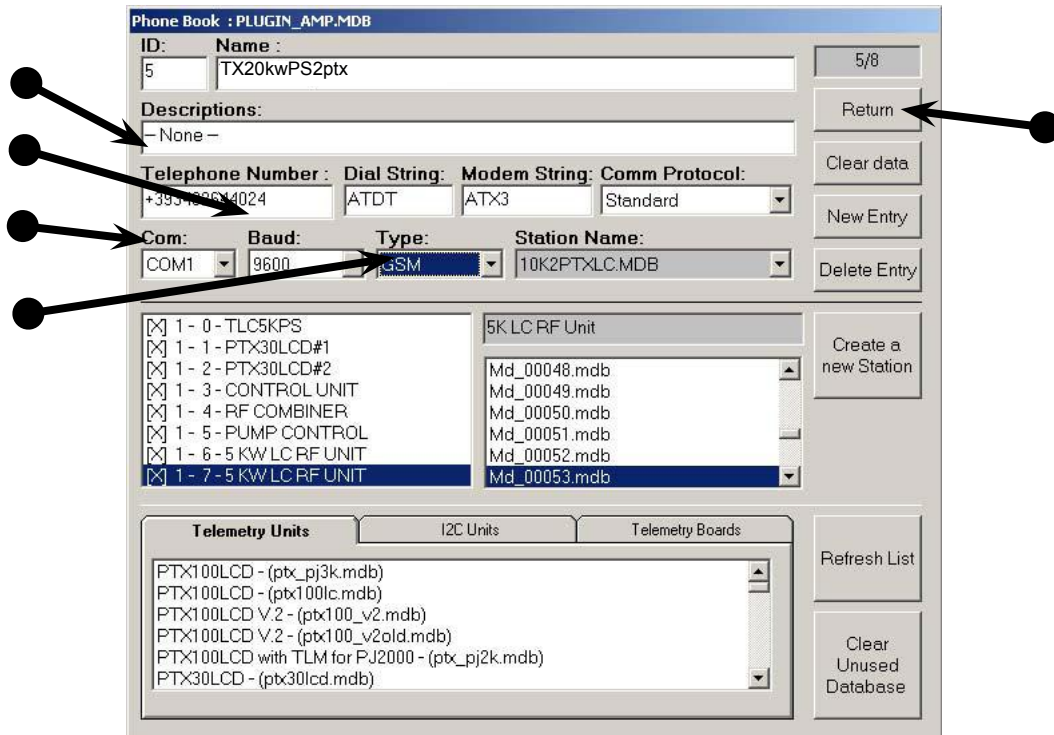 Phone Book : PLUGIN_AMP.MDB
ID: Name :
5 TX20kwPS2ptx
5/8
Descriptions:
Return
– None –
Clear data
Telephone Number : Dial String: Modem String: Comm Protocol:
ATDT ATX3 Standard
New Entry
Com: Baud: Type: Station Name:
COM1 9600 GSM 10K2PTXLC.MDB
Delete Entry
[X] 1 - 0 - TLC5KPS
[X] 1 - 1 - PTX30LCD#1
[X] 1 - 2 - PTX30LCD#2
[X] 1 - 3 - CONTROL UNIT
[X] 1 - 4 - RF COMBINER
[X] 1 - 5 - PUMP CONTROL
[X] 1 - 6 - 5 KW LC RF UNIT
[X] 1 - 7 - 5 KW LC RF UNIT
5K LC RF Unit
Md_00048.mdb
Md_00049.mdb
Md_00050.mdb
Md_00051.mdb
Md_00052.mdb
Md_00053.mdb
Create a
new Station
Telemetry Units I2C Units Telemetry Boards
PTX100LCD - (ptx_pj3k.mdb)
PTX100LCD - (ptx100lc.mdb)
PTX100LCD V.2 - (ptx100_v2.mdb)
PTX100LCD V.2 - (ptx100_v2old.mdb)
PTX100LCD with TLM for PJ2000 - (ptx_pj2k.mdb)
PTX30LCD - (ptx30lcd.mdb)
Refresh List
Clear
Unused
Database